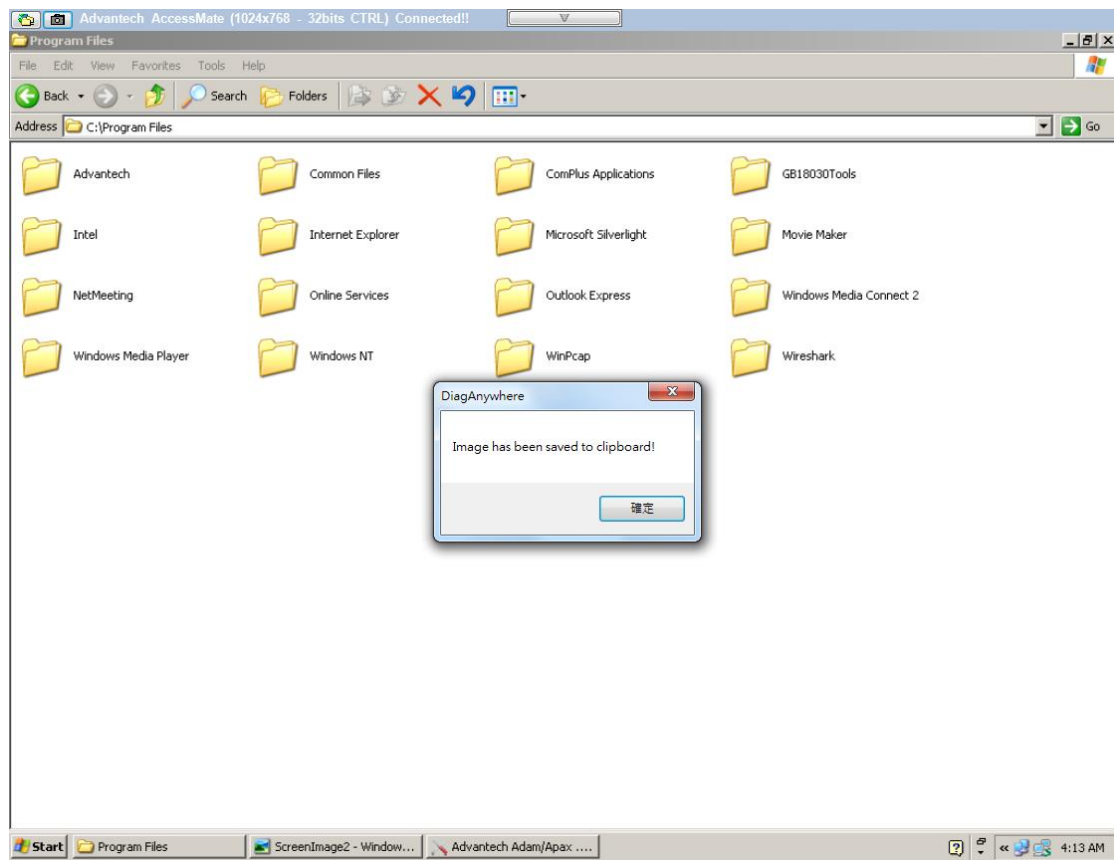 Advantech AccessMate (1024x768 - 32bits CTRL) Connected!!
Program Files
File Edit View Favorites Tools Help
Back Search Folders
Address C:\Program Files Go
Advantech Common Files ComPlus Applications GB18030Tools
Intel Internet Explorer Microsoft Silverlight Movie Maker
NetMeeting Online Services Outlook Express Windows Media Connect 2
Windows Media Player Windows NT WinPcap Wireshark
DiagAnywhere
Image has been saved to clipboard!
確定
Start Program Files ScreenImage2 - Window... Advantech Adam/Apax .... 4:13 AM